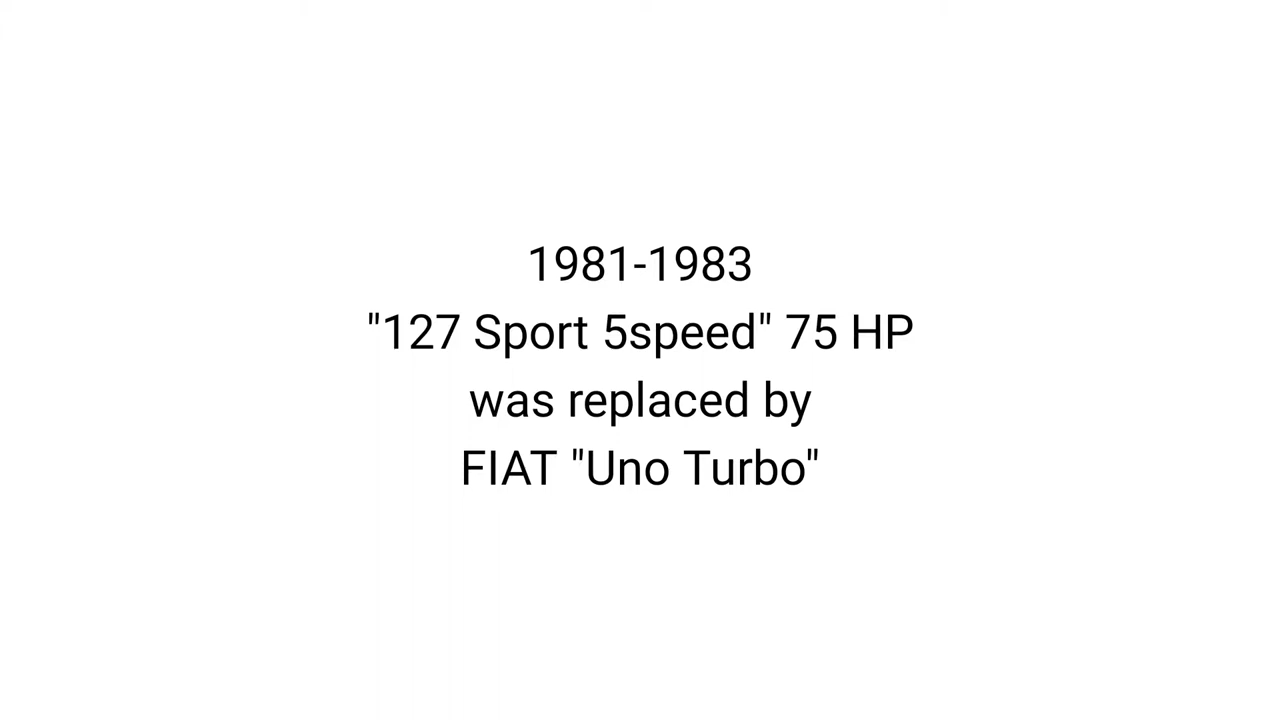 1981-1983
"127 Sport 5speed" 75 HP
was replaced by
FIAT "Uno Turbo"